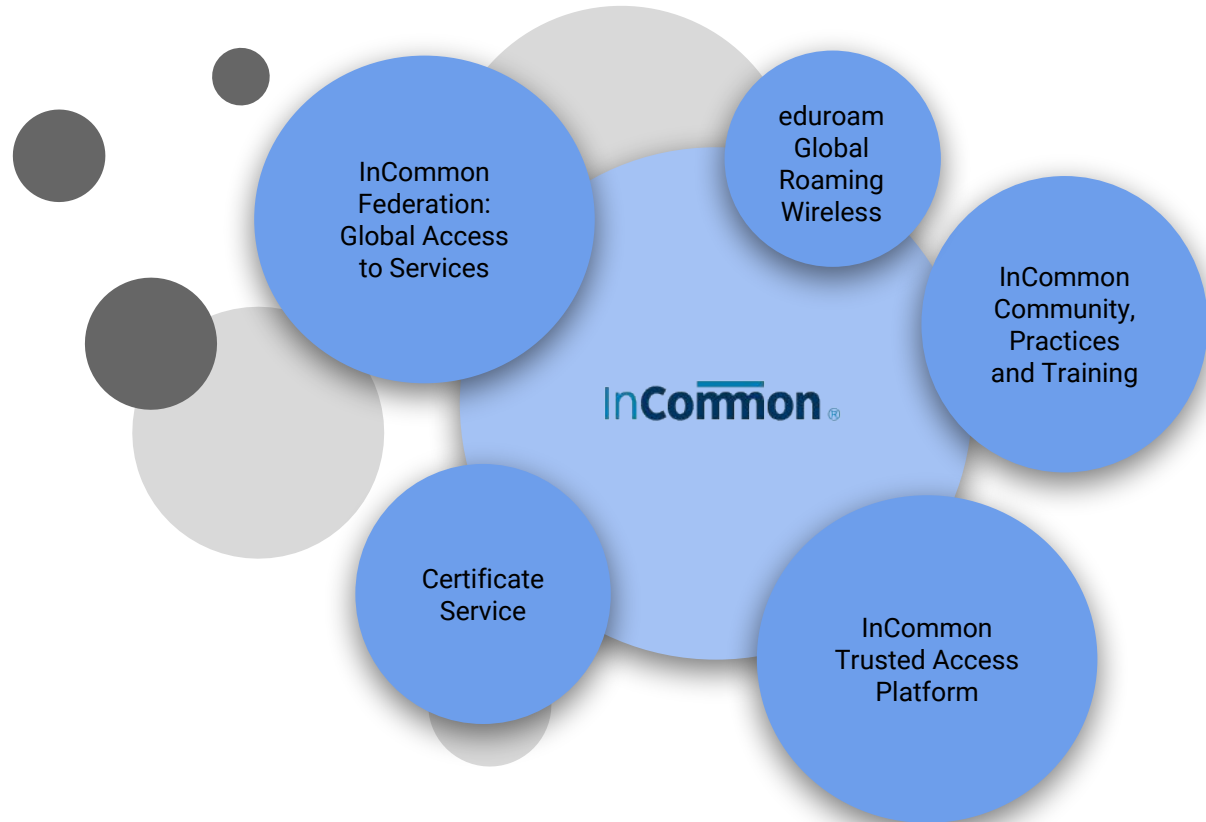 InCommon
Federation:
Global Access
to Services
eduroam
Global
Roaming
Wireless
InCommon
Community,
Practices
and Training
InCommon®
Certificate
Service
InCommon
Trusted Access
Platform